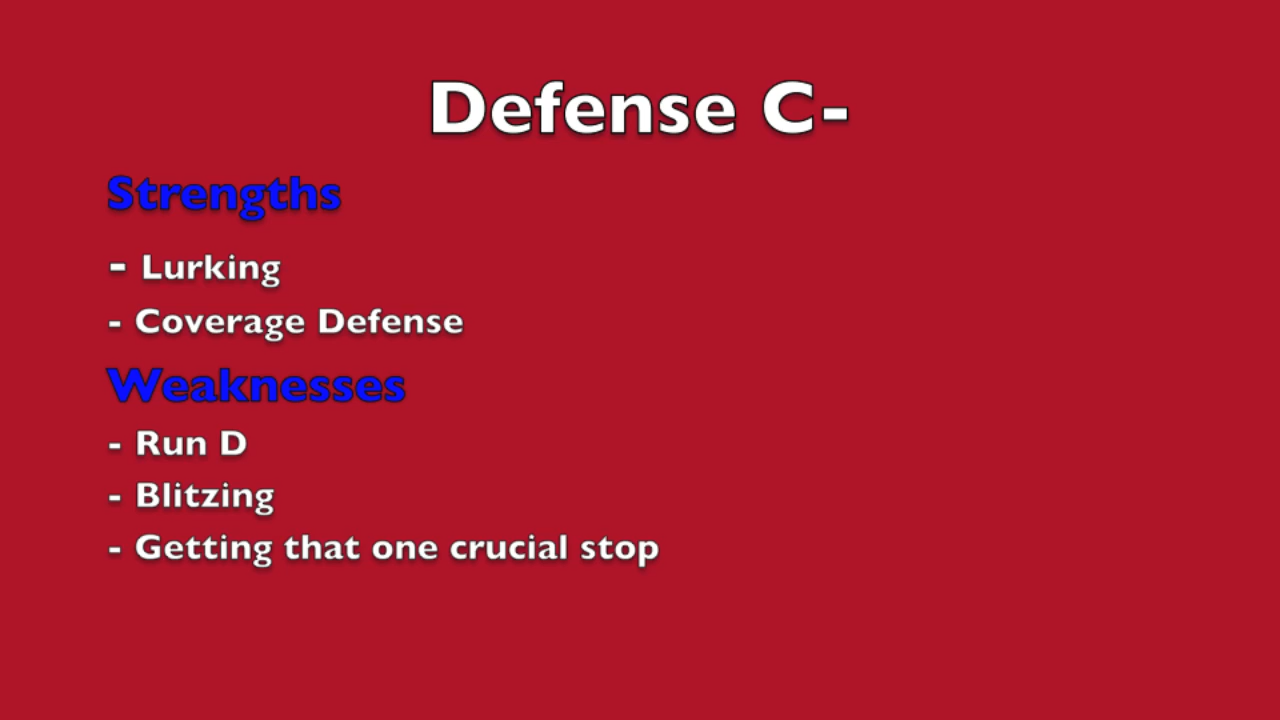 Defense C-
Strengths
- Lurking
- Coverage Defense
Weaknesses
- Run D
- Blitzing
- Getting that one crucial stop